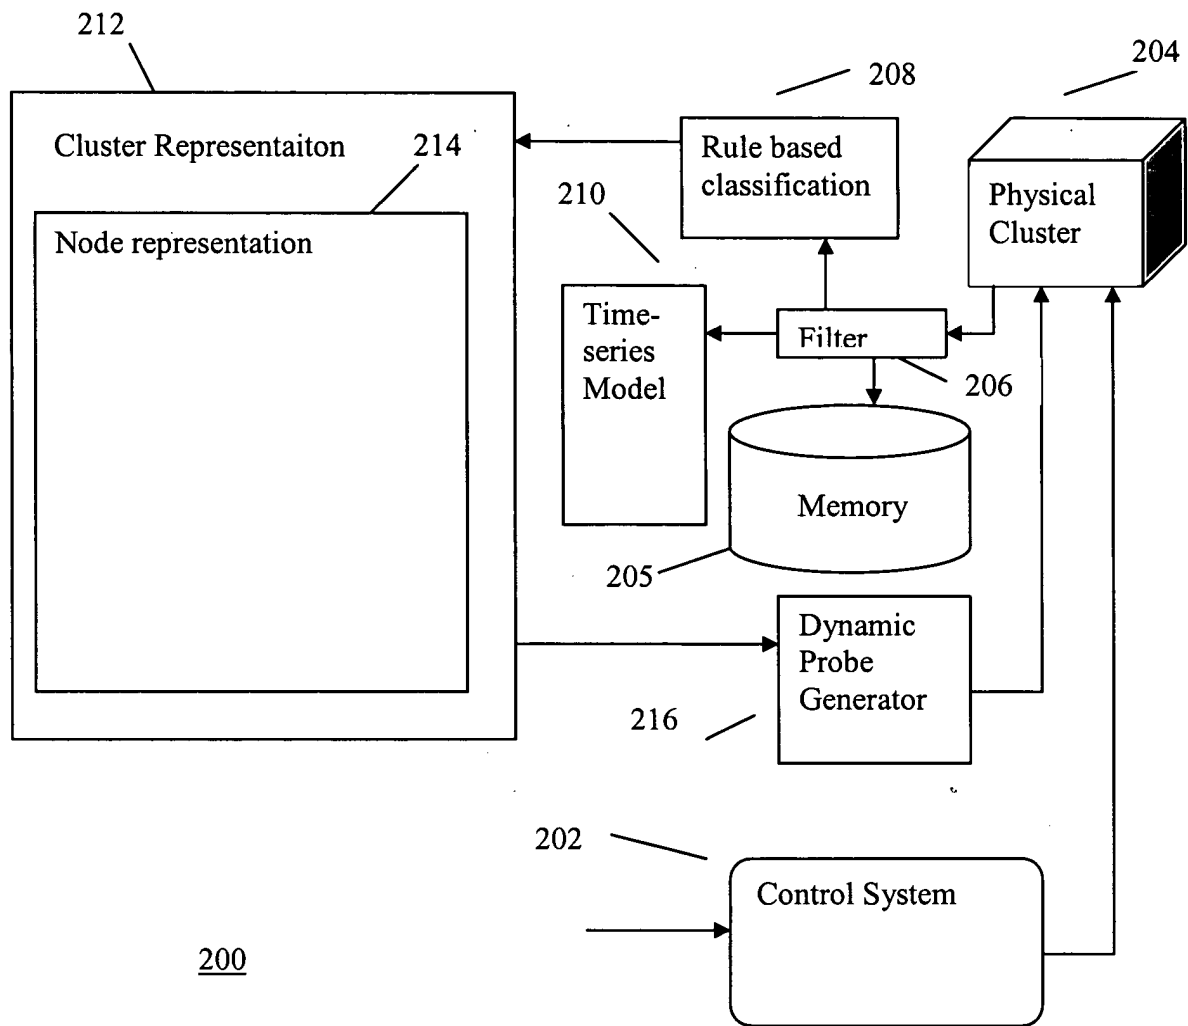 212
208
204
Cluster Representaiton
214
Rule based
classification
210
Physical
Cluster
Node representation
Time-
series
Model
Filter
206
Memory
205
Dynamic
Probe
Generator
216
202
Control System
200